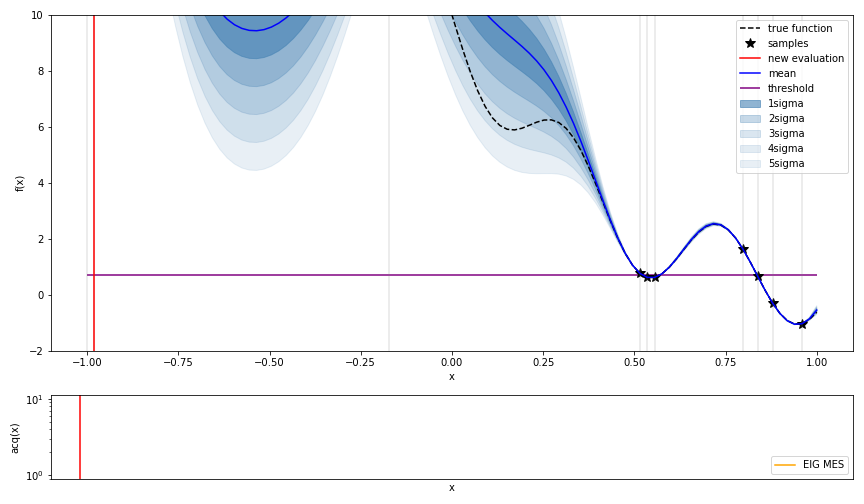 10
8
6
4
2
0
−2
f(x)
true function
samples
new evaluation
mean
threshold
1sigma
2sigma
3sigma
4sigma
5sigma
−1.00 −0.75 −0.50 −0.25 0.00 0.25 0.50 0.75 1.00
x
10¹
10⁰
acq(x)
EIG MES
x